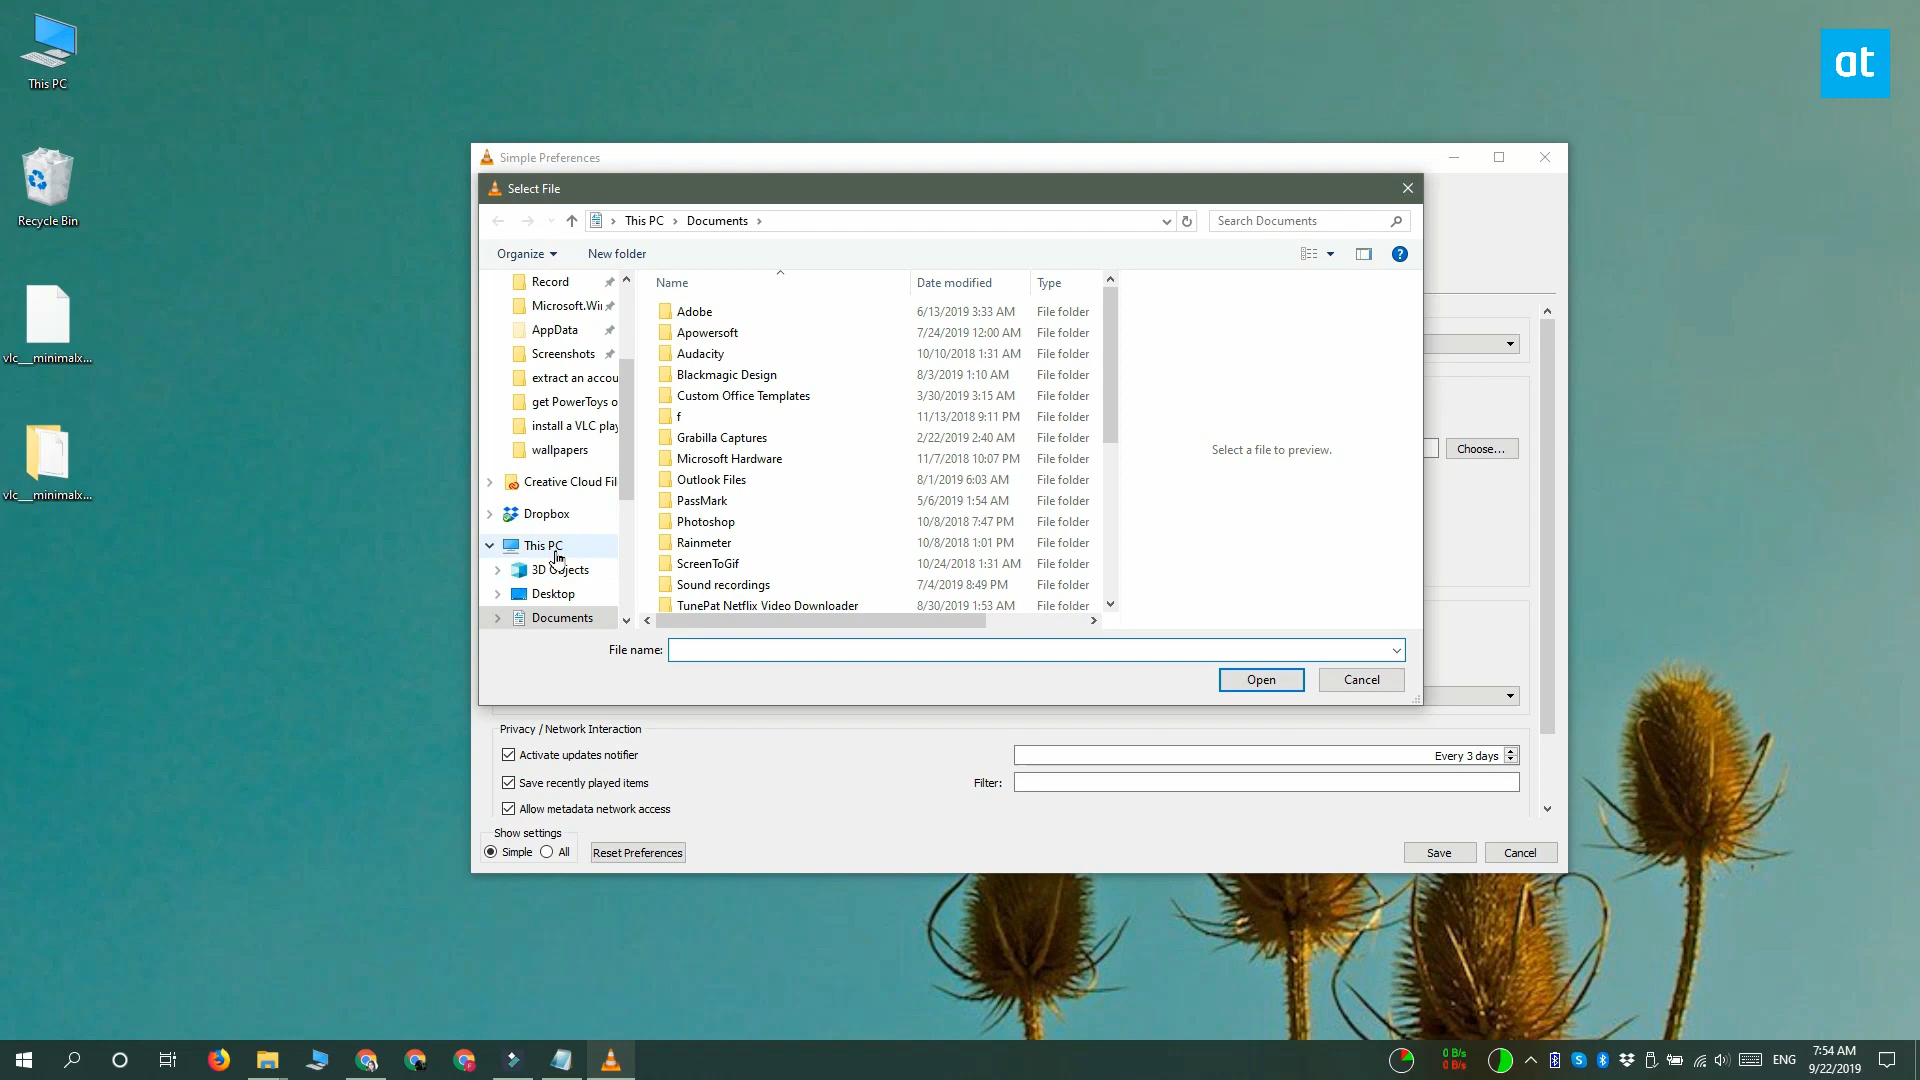 This PC
Recycle Bin
vlc__minimalx...
vlc__minimalx...
at
Simple Preferences
Select File
This PC
Documents
Search Documents
Organize
New folder
Record
Microsoft.Wi
AppData
Screenshots
extract an accou
get PowerToys o
install a VLC play
wallpapers
Creative Cloud Fil
Dropbox
This PC
3D Objects
Desktop
Documents
Name Date modified Type
Adobe 6/13/2019 3:33 AM File folder
Apowersoft 7/24/2019 12:00 AM File folder
Audacity 10/10/2018 1:31 AM File folder
Blackmagic Design 8/3/2019 1:10 AM File folder
Custom Office Templates 3/30/2019 3:15 AM File folder
f 11/13/2018 9:11 PM File folder
Grabilla Captures 2/22/2019 2:40 AM File folder
Microsoft Hardware 11/7/2018 10:07 PM File folder
Outlook Files 8/1/2019 6:03 AM File folder
PassMark 5/6/2019 1:54 AM File folder
Photoshop 10/8/2018 7:47 PM File folder
Rainmeter 10/8/2018 1:01 PM File folder
ScreenToGif 10/24/2018 1:31 AM File folder
Sound recordings 7/4/2019 8:49 PM File folder
TunePat Netflix Video Downloader 8/30/2019 1:53 AM File folder
Select a file to preview.
File name:
Open Cancel
Choose...
Privacy / Network Interaction
Activate updates notifier Every 3 days
Save recently played items Filter:
Allow metadata network access
Show settings
Simple All Reset Preferences Save Cancel
0 B/s
0 B/s
ENG
7:54 AM
9/22/2019